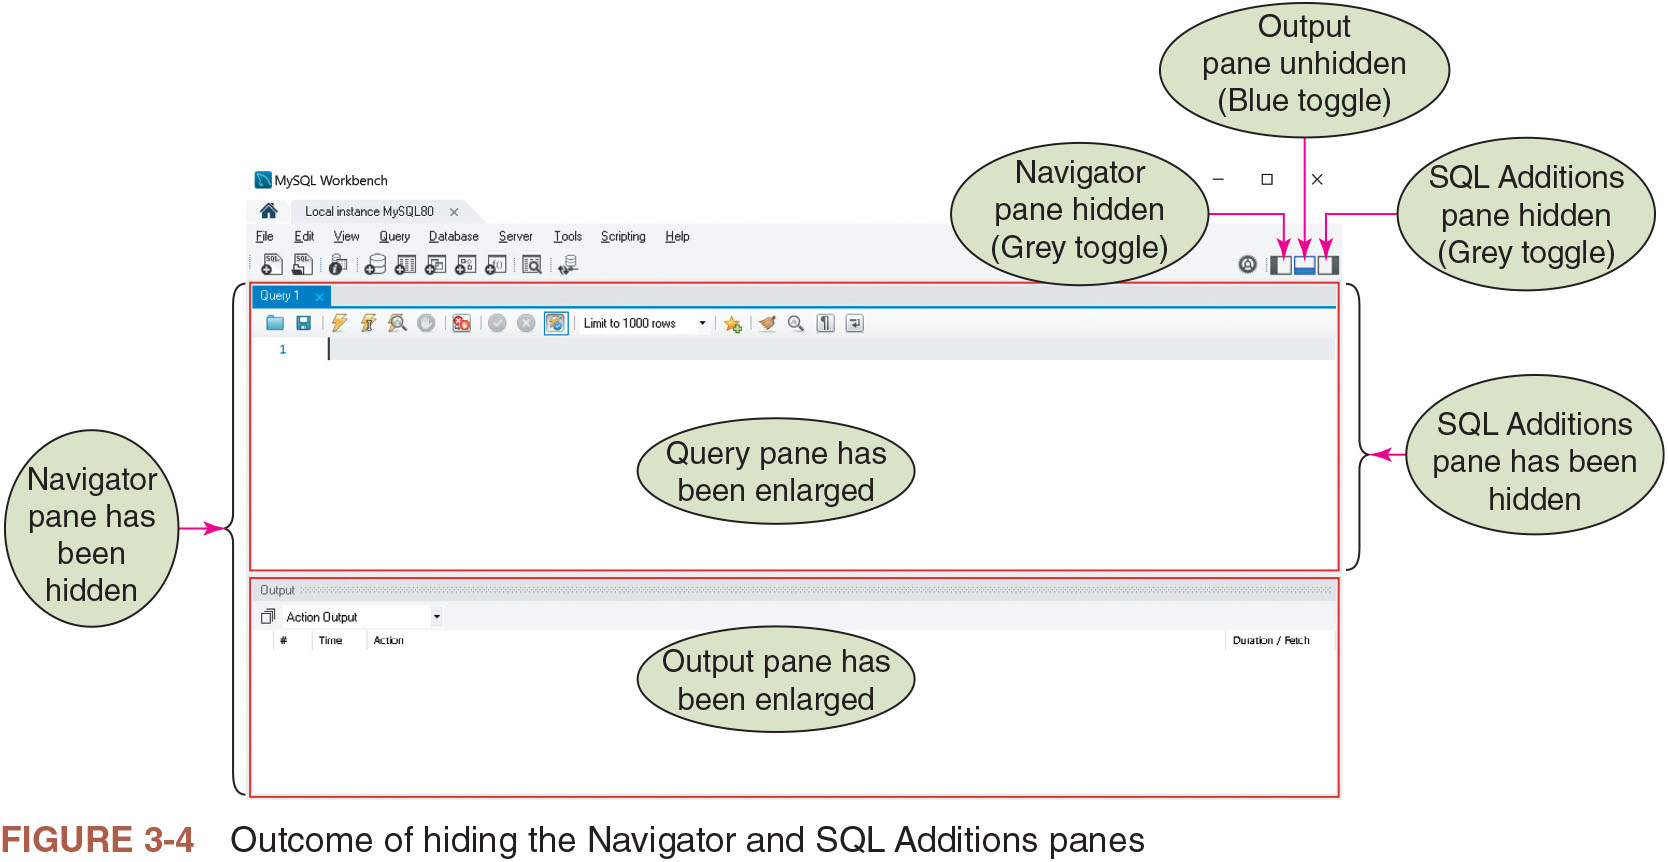 Output
pane unhidden
(Blue toggle)
Navigator
pane hidden
(Grey toggle)
SQL Additions
pane hidden
(Grey toggle)
MySQL Workbench
Local instance MySQL80
File Edit View Query Database Server Tools Scripting Help
SQL SQL
Query 1
Limit to 1000 rows
1
Query pane has
been enlarged
Navigator
pane has
been
hidden
SQL Additions
pane has been
hidden
Output
Action Output
# Time Action Duration / Fetch
Output pane has
been enlarged
FIGURE 3-4 Outcome of hiding the Navigator and SQL Additions panes